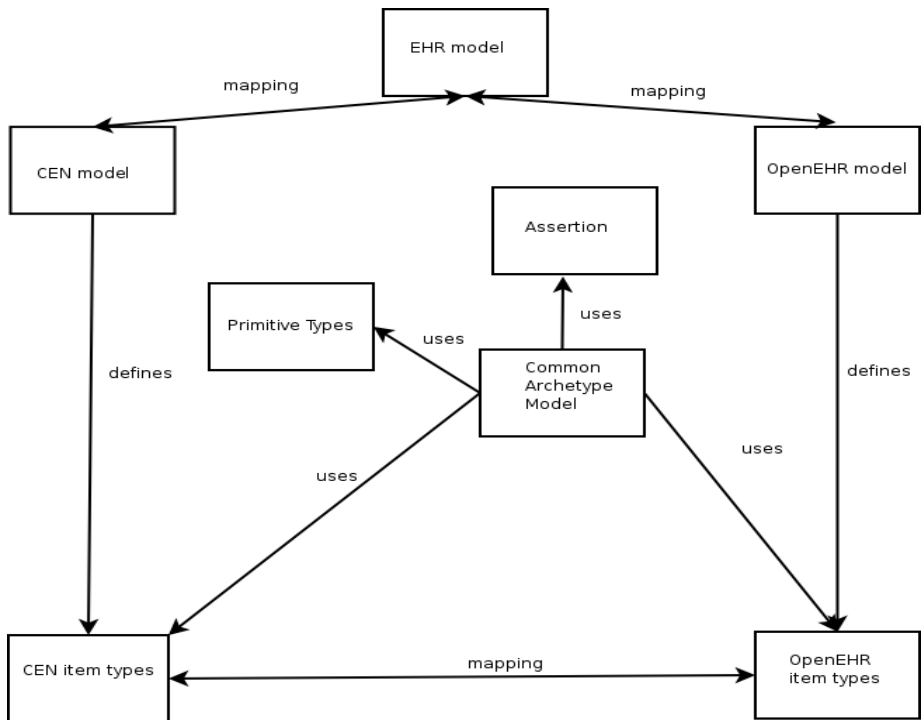 EHR model
mapping
mapping
CEN model
OpenEHR model
Assertion
uses
Primitive Types
uses
Common
Archetype
Model
defines
defines
uses
uses
mapping
CEN item types
OpenEHR
item types